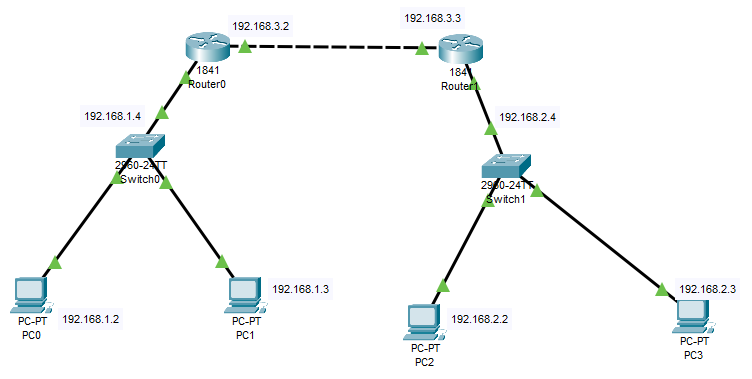 192.168.3.2
192.168.3.3
1841
Router0
1841
Router1
192.168.1.4
192.168.2.4
2960-24TT
Switch0
2960-24TT
Switch1
192.168.1.3
192.168.2.3
192.168.1.2
192.168.2.2
PC-PT
PC0
PC-PT
PC1
PC-PT
PC2
PC-PT
PC3